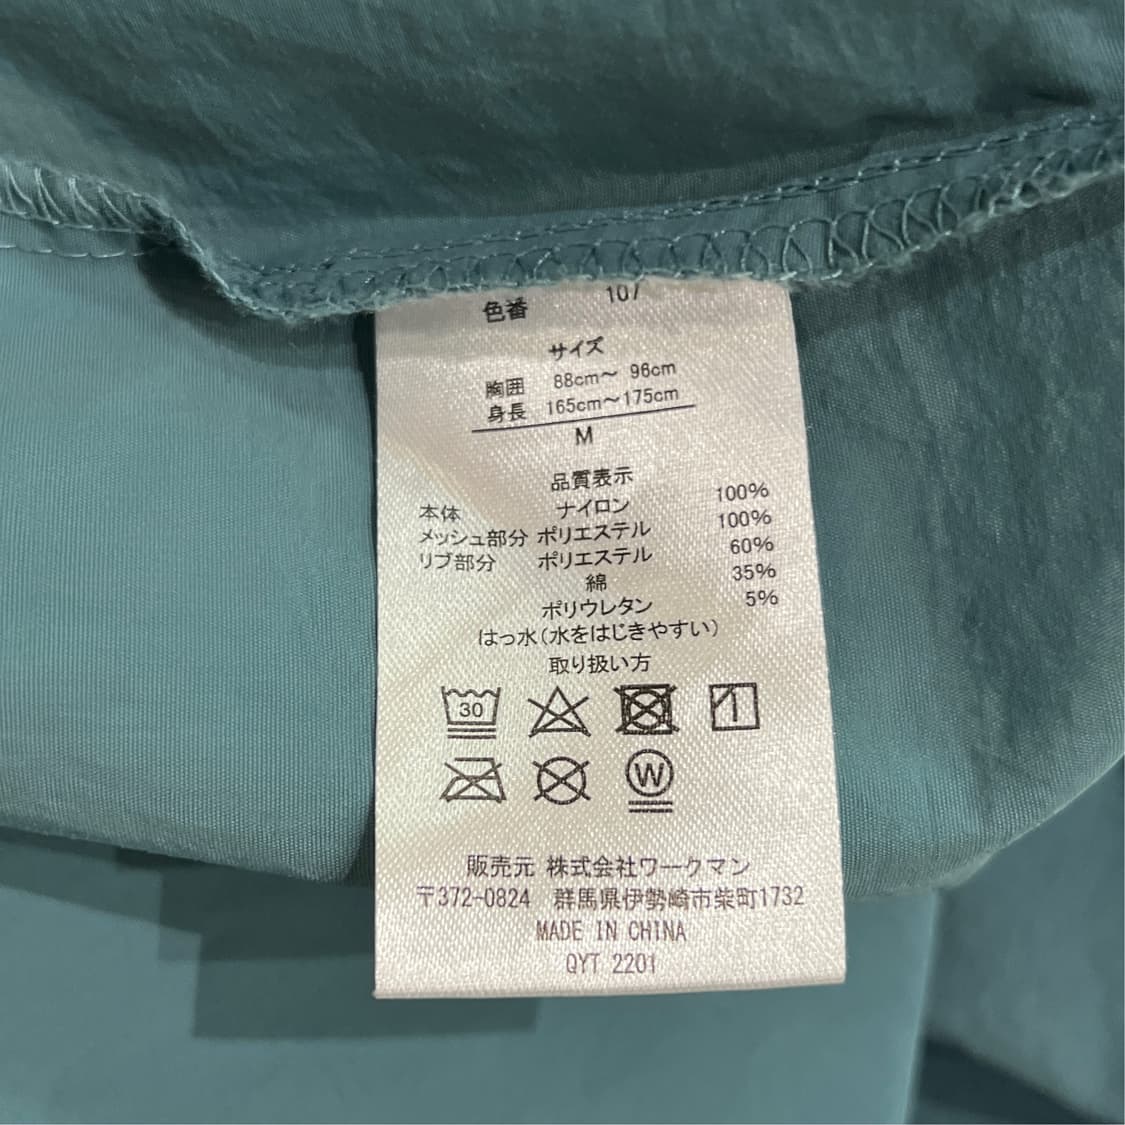 色番 107
サイズ
胸囲 88cm～ 96cm
身長 165cm～175cm
M
品質表示
本体 ナイロン 100%
メッシュ部分 ポリエステル 100%
リブ部分 ポリエステル 60%
綿 35%
ポリウレタン 5%
はっ水(水をはじきやすい)
取り扱い方
30
W
販売元 株式会社ワークマン
〒372-0824 群馬県伊勢崎市柴町1732
MADE IN CHINA
QYT 2201